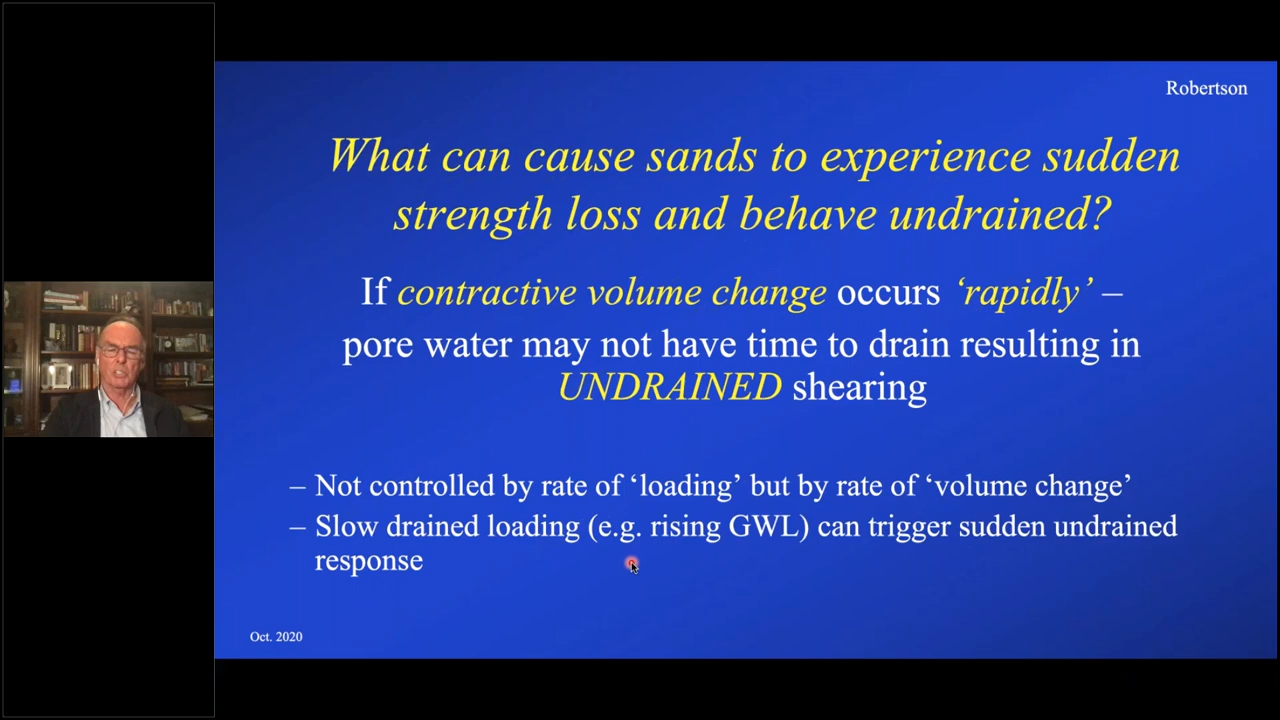 Robertson
What can cause sands to experience sudden
strength loss and behave undrained?
If contractive volume change occurs ‘rapidly’ –
pore water may not have time to drain resulting in
UNDRAINED shearing
– Not controlled by rate of ‘loading’ but by rate of ‘volume change’
– Slow drained loading (e.g. rising GWL) can trigger sudden undrained
response
Oct. 2020